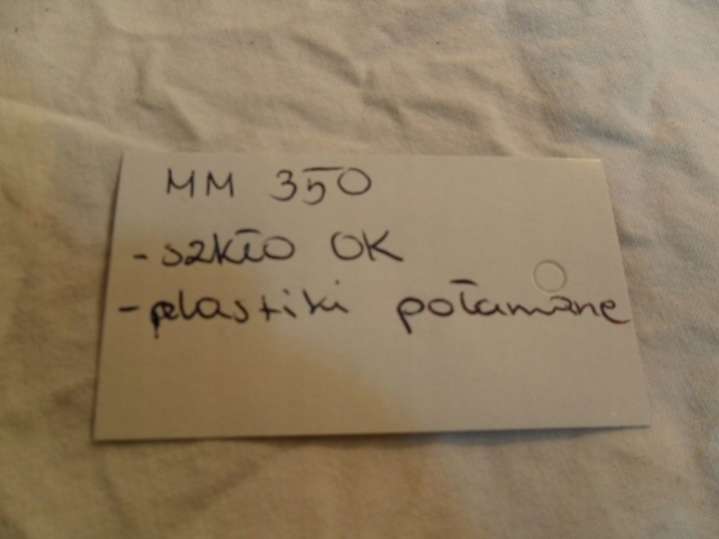 MM 350
- szkło OK
- plastiki połamane